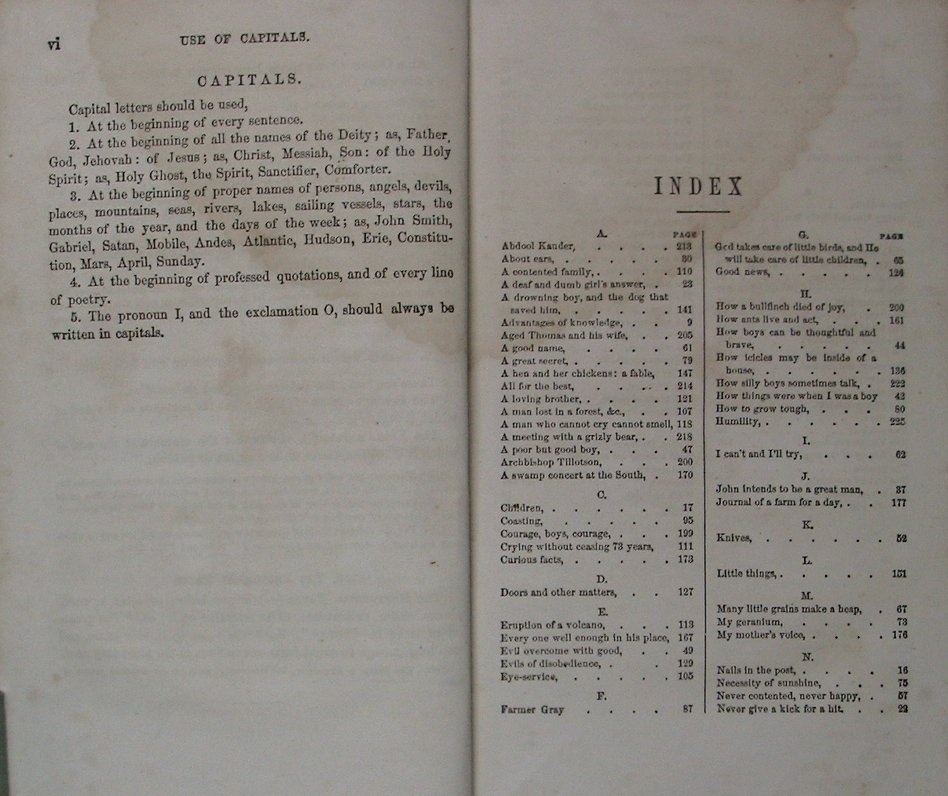 vi
USE OF CAPITALS.
CAPITALS.
Capital letters should be used,
1. At the beginning of every sentence.
2. At the beginning of all the names of the Deity; as, Father,
God, Jehovah: of Jesus; as, Christ, Messiah, Son: of the Holy
Spirit; as, Holy Ghost, the Spirit, Sanctifier, Comforter.
3. At the beginning of proper names of persons, angels, devils,
places, mountains, seas, rivers, lakes, sailing vessels, stars, the
months of the year, and the days of the week; as, John Smith,
Gabriel, Satan, Mobile, Andes, Atlantic, Hudson, Erie, Constitu-
tion, Mars, April, Sunday.
4. At the beginning of professed quotations, and of every line
of poetry.
5. The pronoun I, and the exclamation O, should always be
written in capitals.
INDEX
A. PAGE
Abdool Kander, . . . . 213
About ears, . . . . . . 30
A contented family, . . . . 110
A deaf and dumb girl's answer, . 23
A drowning boy, and the dog that
saved him, . . . . . 141
Advantages of knowledge, . . 9
Aged Thomas and his wife, . . 205
A good name, . . . . . 61
A great secret, . . . . . 79
A hen and her chickens: a fable, 147
All for the best, . . . . 214
A loving brother, . . . . 121
A man lost in a forest, &c., . . 107
A man who cannot cry cannot smell, 118
A meeting with a grizly bear, . . 218
A poor but good boy, . . . 47
Archbishop Tillotson, . . . 200
A swamp concert at the South, . 170
C.
Children, . . . . . . 17
Coasting, . . . . . 95
Courage, boys, courage, . . . 199
Crying without ceasing 73 years, 111
Curious facts, . . . . . 173
D.
Doors and other matters, . . 127
E.
Eruption of a volcano, . . . 113
Every one well enough in his place, 167
Evil overcome with good, . . 49
Evils of disobedience, . . 129
Eye-service, . . . . . 105
F.
Farmer Gray . . . . 87
G. PAGE
God takes care of little birds, and He
will take care of little children, . 65
Good news, . . . . . 126
H.
How a bullfinch died of joy, . 200
How ants live and act, . . . 161
How boys can be thoughtful and
brave, . . . . . 44
How icicles may be inside of a
house, . . . . . . 136
How silly boys sometimes talk, . 222
How things were when I was a boy 42
How to grow tough, . . . 80
Humility, . . . . . . 225
I.
I can't and I'll try, . . . 62
J.
John intends to be a great man, . 37
Journal of a farm for a day, . . 177
K.
Knives, . . . . . . 52
L.
Little things, . . . . . 151
M.
Many little grains make a heap, . 67
My geranium, . . . . 73
My mother's voice, . . . . 176
N.
Nails in the post, . . . . 16
Necessity of sunshine, . . . 75
Never contented, never happy, . 57
Never give a kick for a hit. . . 22